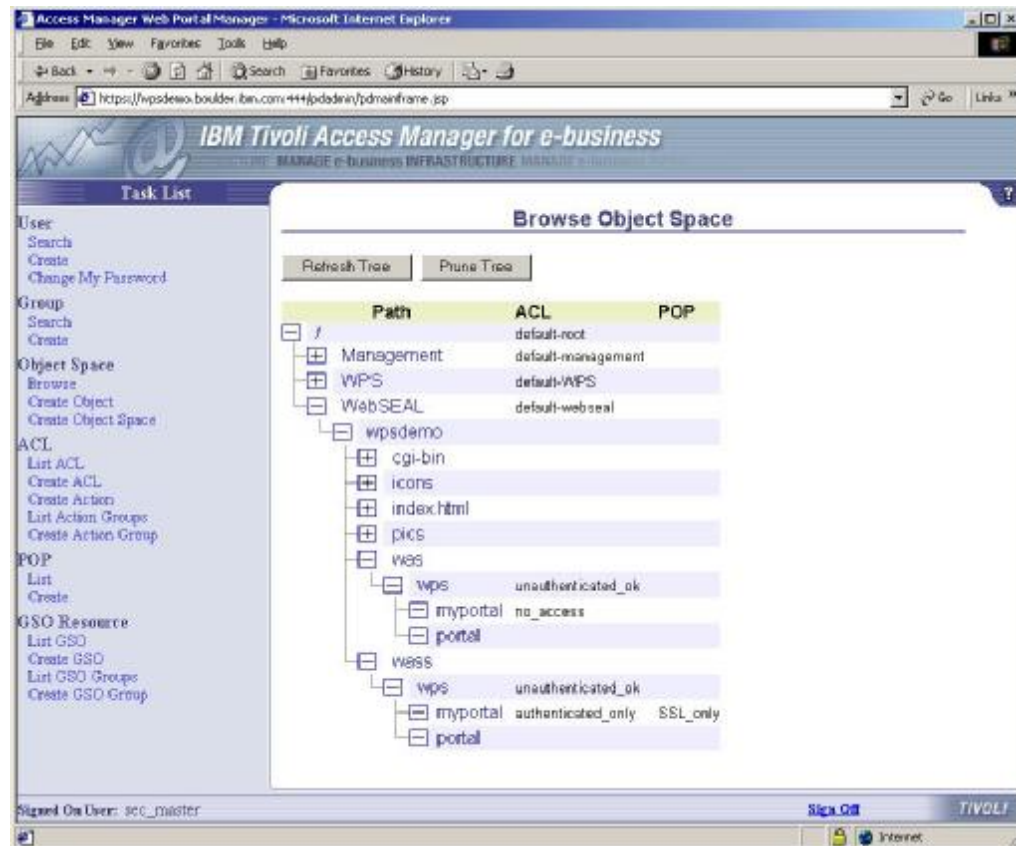 Access Manager Web Portal Manager - Microsoft Internet Explorer
File Edit View Favorites Tools Help
Back Search Favorites History
Address https://wpsdemo.boulder.ibm.com:444/pdadmin/pdmainframe.jsp Go Links »
IBM Tivoli Access Manager for e-business
MANAGE e-business INFRASTRUCTURE
Task List
?
User
Search
Create
Change My Password
Group
Search
Create
Object Space
Browse
Create Object
Create Object Space
ACL
List ACL
Create ACL
Create Action
List Action Groups
Create Action Group
POP
List
Create
GSO Resource
List GSO
Create GSO
List GSO Groups
Create GSO Group
Browse Object Space
Refresh Tree Prune Tree
Path ACL POP
/ default-root
Management default-management
WPS default-WPS
WebSEAL default-webseal
wpsdemo
cgi-bin
icons
index.html
pics
was
wps unauthenticated_ok
myportal no_access
portal
wass
wps unauthenticated_ok
myportal authenticated_only SSL_only
portal
Signed On User: sec_master Sign Off TIVOLI
Internet